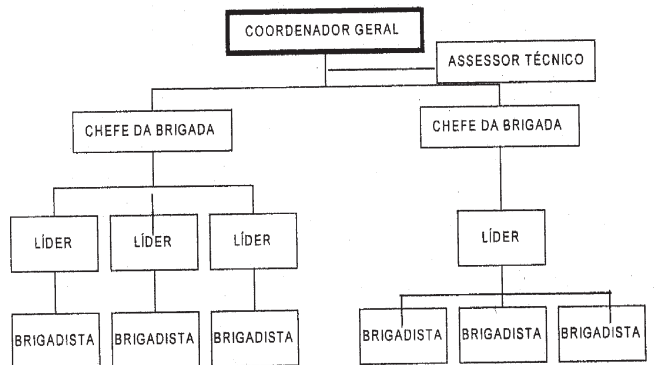 COORDENADOR GERAL
ASSESSOR TÉCNICO
CHEFE DA BRIGADA
CHEFE DA BRIGADA
LÍDER
LÍDER
LÍDER
LÍDER
BRIGADISTA
BRIGADISTA
BRIGADISTA
BRIGADISTA
BRIGADISTA
BRIGADISTA